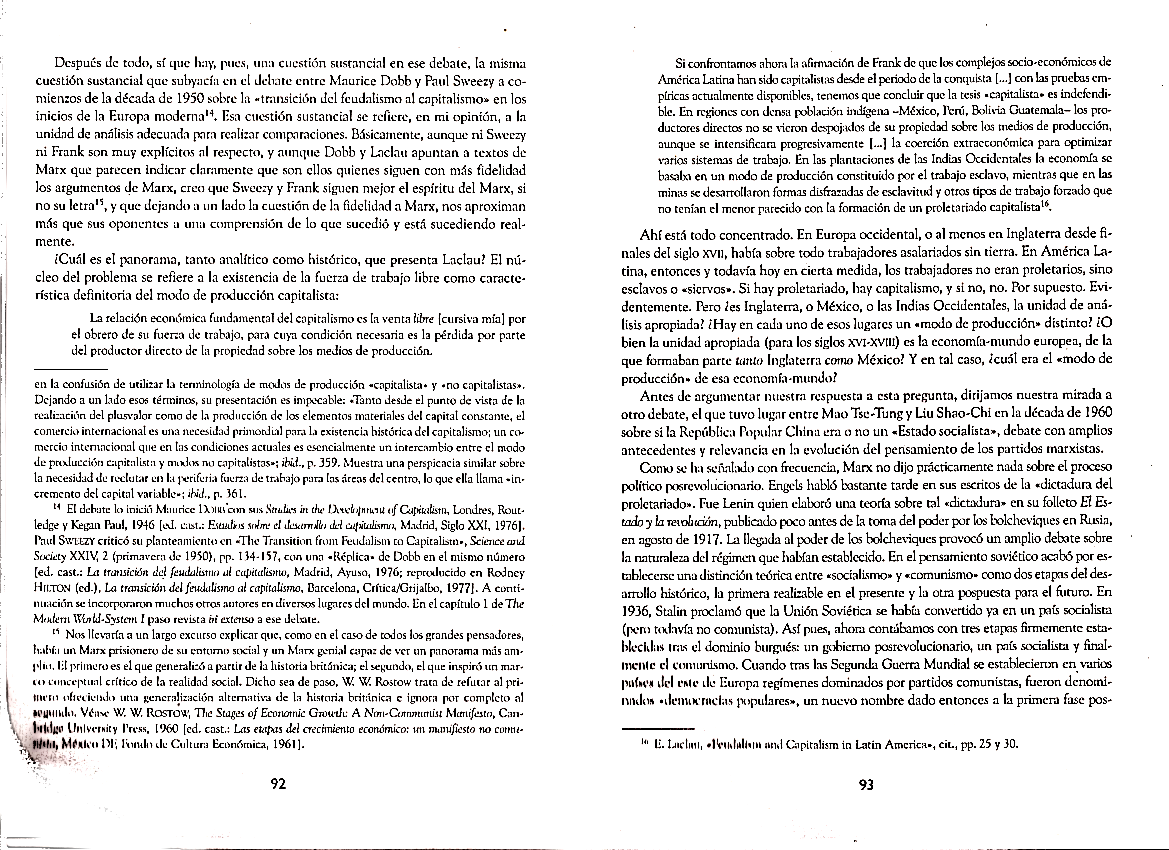 Después de todo, sí que hay, pues, una cuestión sustancial en ese debate, la misma
cuestión sustancial que subyacía en el debate entre Maurice Dobb y Paul Sweezy a co-
mienzos de la década de 1950 sobre la «transición del feudalismo al capitalismo» en los
inicios de la Europa moderna¹⁴. Esa cuestión sustancial se refiere, en mi opinión, a la
unidad de análisis adecuada para realizar comparaciones. Básicamente, aunque ni Sweezy
ni Frank son muy explícitos al respecto, y aunque Dobb y Laclau apuntan a textos de
Marx que parecen indicar claramente que son ellos quienes siguen con más fidelidad
los argumentos de Marx, creo que Sweezy y Frank siguen mejor el espíritu del Marx, si
no su letra¹⁵, y que dejando a un lado la cuestión de la fidelidad a Marx, nos aproximan
más que sus oponentes a una comprensión de lo que sucedió y está sucediendo real-
mente.
¿Cuál es el panorama, tanto analítico como histórico, que presenta Laclau? El nú-
cleo del problema se refiere a la existencia de la fuerza de trabajo libre como caracte-
rística definitoria del modo de producción capitalista:
La relación económica fundamental del capitalismo es la venta libre [cursiva mía] por
el obrero de su fuerza de trabajo, para cuya condición necesaria es la pérdida por parte
del productor directo de la propiedad sobre los medios de producción.
en la confusión de utilizar la terminología de modos de producción «capitalista» y «no capitalistas».
Dejando a un lado esos términos, su presentación es impecable: «Tanto desde el punto de vista de la
realización del plusvalor como de la producción de los elementos materiales del capital constante, el
comercio internacional es una necesidad primordial para la existencia histórica del capitalismo; un co-
mercio internacional que en las condiciones actuales es esencialmente un intercambio entre el modo
de producción capitalista y modos no capitalistas»; ibid., p. 359. Muestra una perspicacia similar sobre
la necesidad de reclutar en la periferia fuerza de trabajo para las áreas del centro, lo que ella llama «in-
cremento del capital variable»; ibid., p. 361.
¹⁴ El debate lo inició Maurice DOBB con sus Studies in the Development of Capitalism, Londres, Rout-
ledge y Kegan Paul, 1946 [ed. cast.: Estudios sobre el desarrollo del capitalismo, Madrid, Siglo XXI, 1976].
Paul SWEEZY criticó su planteamiento en «The Transition from Feudalism to Capitalism», Science and
Society XXIV, 2 (primavera de 1950), pp. 134-157, con una «Réplica» de Dobb en el mismo número
[ed. cast.: La transición del feudalismo al capitalismo, Madrid, Ayuso, 1976; reproducido en Rodney
HILTON (ed.), La transición del feudalismo al capitalismo, Barcelona, Crítica/Grijalbo, 1977]. A conti-
nuación se incorporaron muchos otros autores en diversos lugares del mundo. En el capítulo 1 de The
Modern World-System I paso revista in extenso a ese debate.
¹⁵ Nos llevaría a un largo excurso explicar que, como en el caso de todos los grandes pensadores,
había un Marx prisionero de su entorno social y un Marx genial capaz de ver un panorama más am-
plio. El primero es el que generalizó a partir de la historia británica; el segundo, el que inspiró un mar-
co conceptual crítico de la realidad social. Dicho sea de paso, W. W. Rostow trata de refutar al pri-
mero ofreciendo una generalización alternativa de la historia británica e ignora por completo al
segundo. Véase W. W. ROSTOW, The Stages of Economic Growth: A Non-Communist Manifesto, Cam-
bridge University Press, 1960 [ed. cast.: Las etapas del crecimiento económico: un manifiesto no comu-
nista, México DF, Fondo de Cultura Económica, 1961].
92
Si confrontamos ahora la afirmación de Frank de que los complejos socio-económicos de
América Latina han sido capitalistas desde el periodo de la conquista [...] con las pruebas em-
píricas actualmente disponibles, tenemos que concluir que la tesis «capitalista» es indefendi-
ble. En regiones con densa población indígena –México, Perú, Bolivia Guatemala– los pro-
ductores directos no se vieron despojados de su propiedad sobre los medios de producción,
aunque se intensificara progresivamente [...] la coerción extraeconómica para optimizar
varios sistemas de trabajo. En las plantaciones de las Indias Occidentales la economía se
basaba en un modo de producción constituido por el trabajo esclavo, mientras que en las
minas se desarrollaron formas disfrazadas de esclavitud y otros tipos de trabajo forzado que
no tenían el menor parecido con la formación de un proletariado capitalista¹⁶.
Ahí está todo concentrado. En Europa occidental, o al menos en Inglaterra desde fi-
nales del siglo XVII, había sobre todo trabajadores asalariados sin tierra. En América La-
tina, entonces y todavía hoy en cierta medida, los trabajadores no eran proletarios, sino
esclavos o «siervos». Si hay proletariado, hay capitalismo, y si no, no. Por supuesto. Evi-
dentemente. Pero ¿es Inglaterra, o México, o las Indias Occidentales, la unidad de aná-
lisis apropiada? ¿Hay en cada uno de esos lugares un «modo de producción» distinto? ¿O
bien la unidad apropiada (para los siglos XVI-XVIII) es la economía-mundo europea, de la
que formaban parte tanto Inglaterra como México? Y en tal caso, ¿cuál era el «modo de
producción» de esa economía-mundo?
Antes de argumentar nuestra respuesta a esta pregunta, dirijamos nuestra mirada a
otro debate, el que tuvo lugar entre Mao Tse-Tung y Liu Shao-Chi en la década de 1960
sobre si la República Popular China era o no un «Estado socialista», debate con amplios
antecedentes y relevancia en la evolución del pensamiento de los partidos marxistas.
Como se ha señalado con frecuencia, Marx no dijo prácticamente nada sobre el proceso
político posrevolucionario. Engels habló bastante tarde en sus escritos de la «dictadura del
proletariado». Fue Lenin quien elaboró una teoría sobre tal «dictadura» en su folleto El Es-
tado y la revolución, publicado poco antes de la toma del poder por los bolcheviques en Rusia,
en agosto de 1917. La llegada al poder de los bolcheviques provocó un amplio debate sobre
la naturaleza del régimen que habían establecido. En el pensamiento soviético acabó por es-
tablecerse una distinción teórica entre «socialismo» y «comunismo» como dos etapas del des-
arrollo histórico, la primera realizable en el presente y la otra pospuesta para el futuro. En
1936, Stalin proclamó que la Unión Soviética se había convertido ya en un país socialista
(pero todavía no comunista). Así pues, ahora contábamos con tres etapas firmemente esta-
blecidas tras el dominio burgués: un gobierno posrevolucionario, un país socialista y final-
mente el comunismo. Cuando tras las Segunda Guerra Mundial se establecieron en varios
países del este de Europa regímenes dominados por partidos comunistas, fueron denomi-
nados «democracias populares», un nuevo nombre dado entonces a la primera fase pos-
¹⁶ E. Laclau, «Feudalism and Capitalism in Latin America», cit., pp. 25 y 30.
93